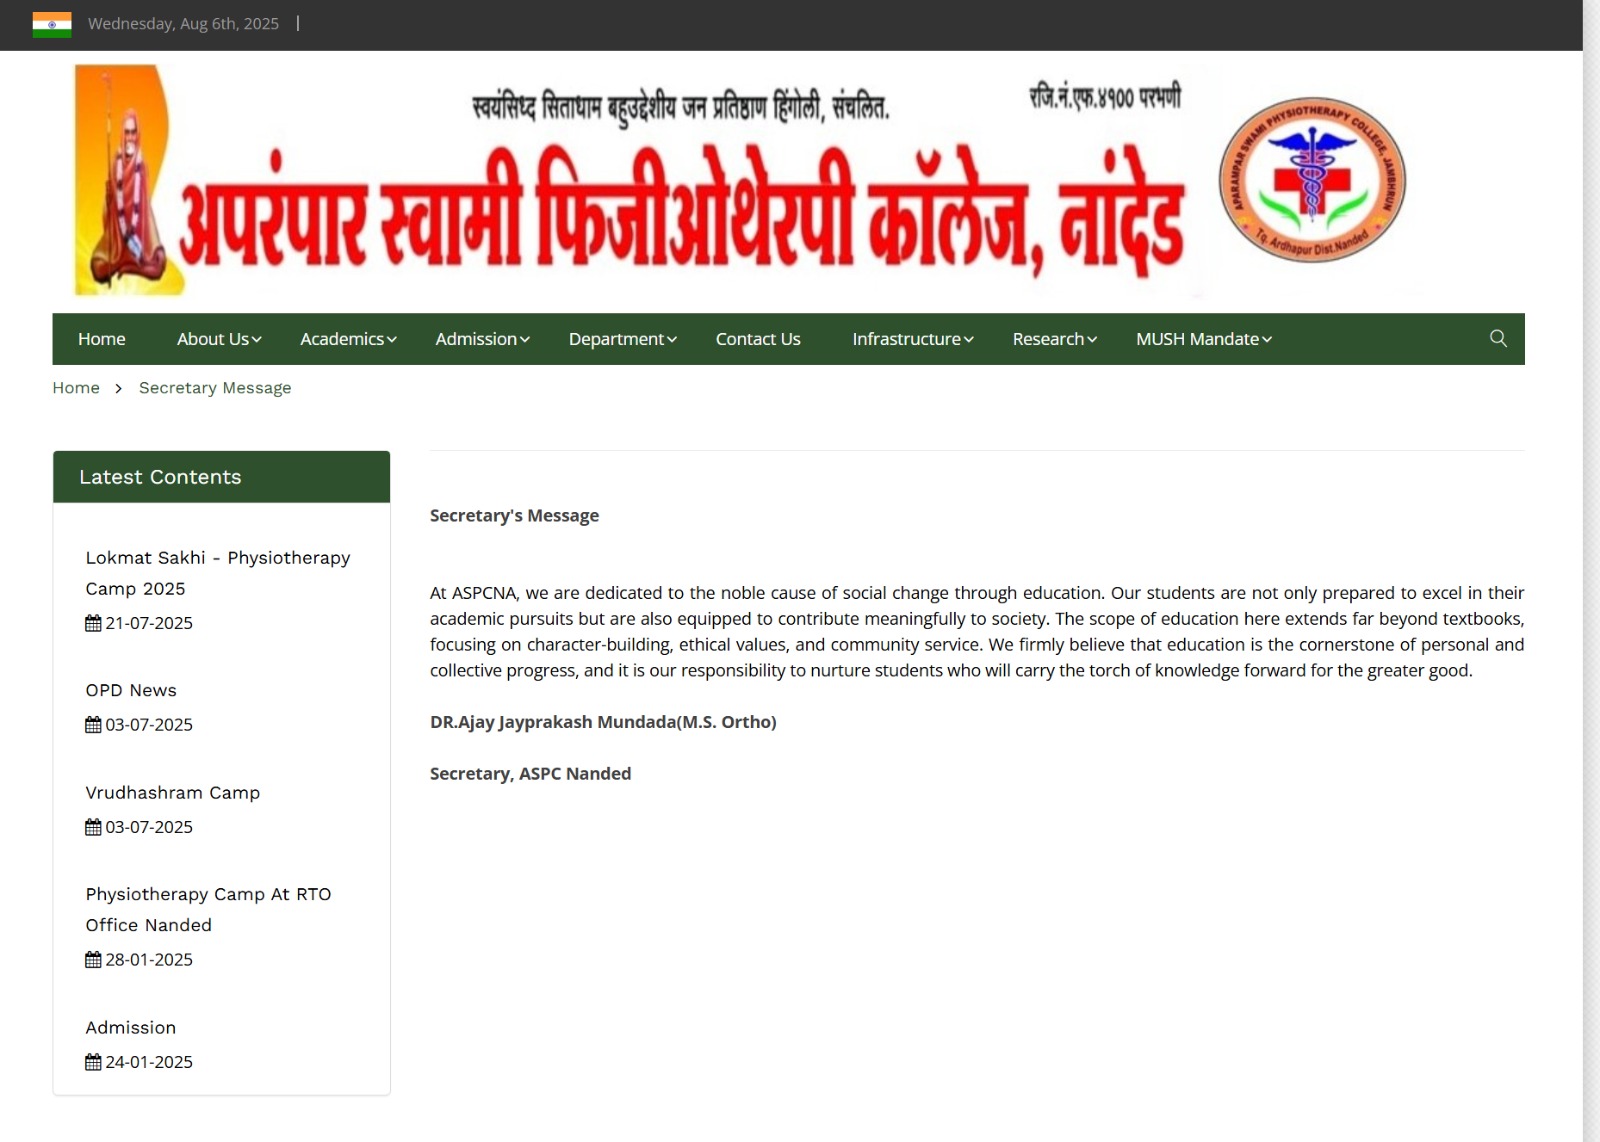 Wednesday, Aug 6th, 2025 |
स्वयंसिध्द सिताधाम बहुउद्देशीय जन प्रतिष्ठाण हिंगोली, संचलित.
रजि.नं.एफ.४१०० परभणी
अपरंपार स्वामी फिजीओथेरपी कॉलेज, नांदेड
APARAMPAR SWAMI PHYSIOTHERAPY COLLEGE, JAMBHRUN
Tq. Ardhapur Dist.Nanded
Home About Us Academics Admission Department Contact Us Infrastructure Research MUSH Mandate
Home > Secretary Message
Latest Contents
Lokmat Sakhi - Physiotherapy
Camp 2025
21-07-2025
OPD News
03-07-2025
Vrudhashram Camp
03-07-2025
Physiotherapy Camp At RTO
Office Nanded
28-01-2025
Admission
24-01-2025
Secretary's Message
At ASPCNA, we are dedicated to the noble cause of social change through education. Our students are not only prepared to excel in their
academic pursuits but are also equipped to contribute meaningfully to society. The scope of education here extends far beyond textbooks,
focusing on character-building, ethical values, and community service. We firmly believe that education is the cornerstone of personal and
collective progress, and it is our responsibility to nurture students who will carry the torch of knowledge forward for the greater good.
DR.Ajay Jayprakash Mundada(M.S. Ortho)
Secretary, ASPC Nanded